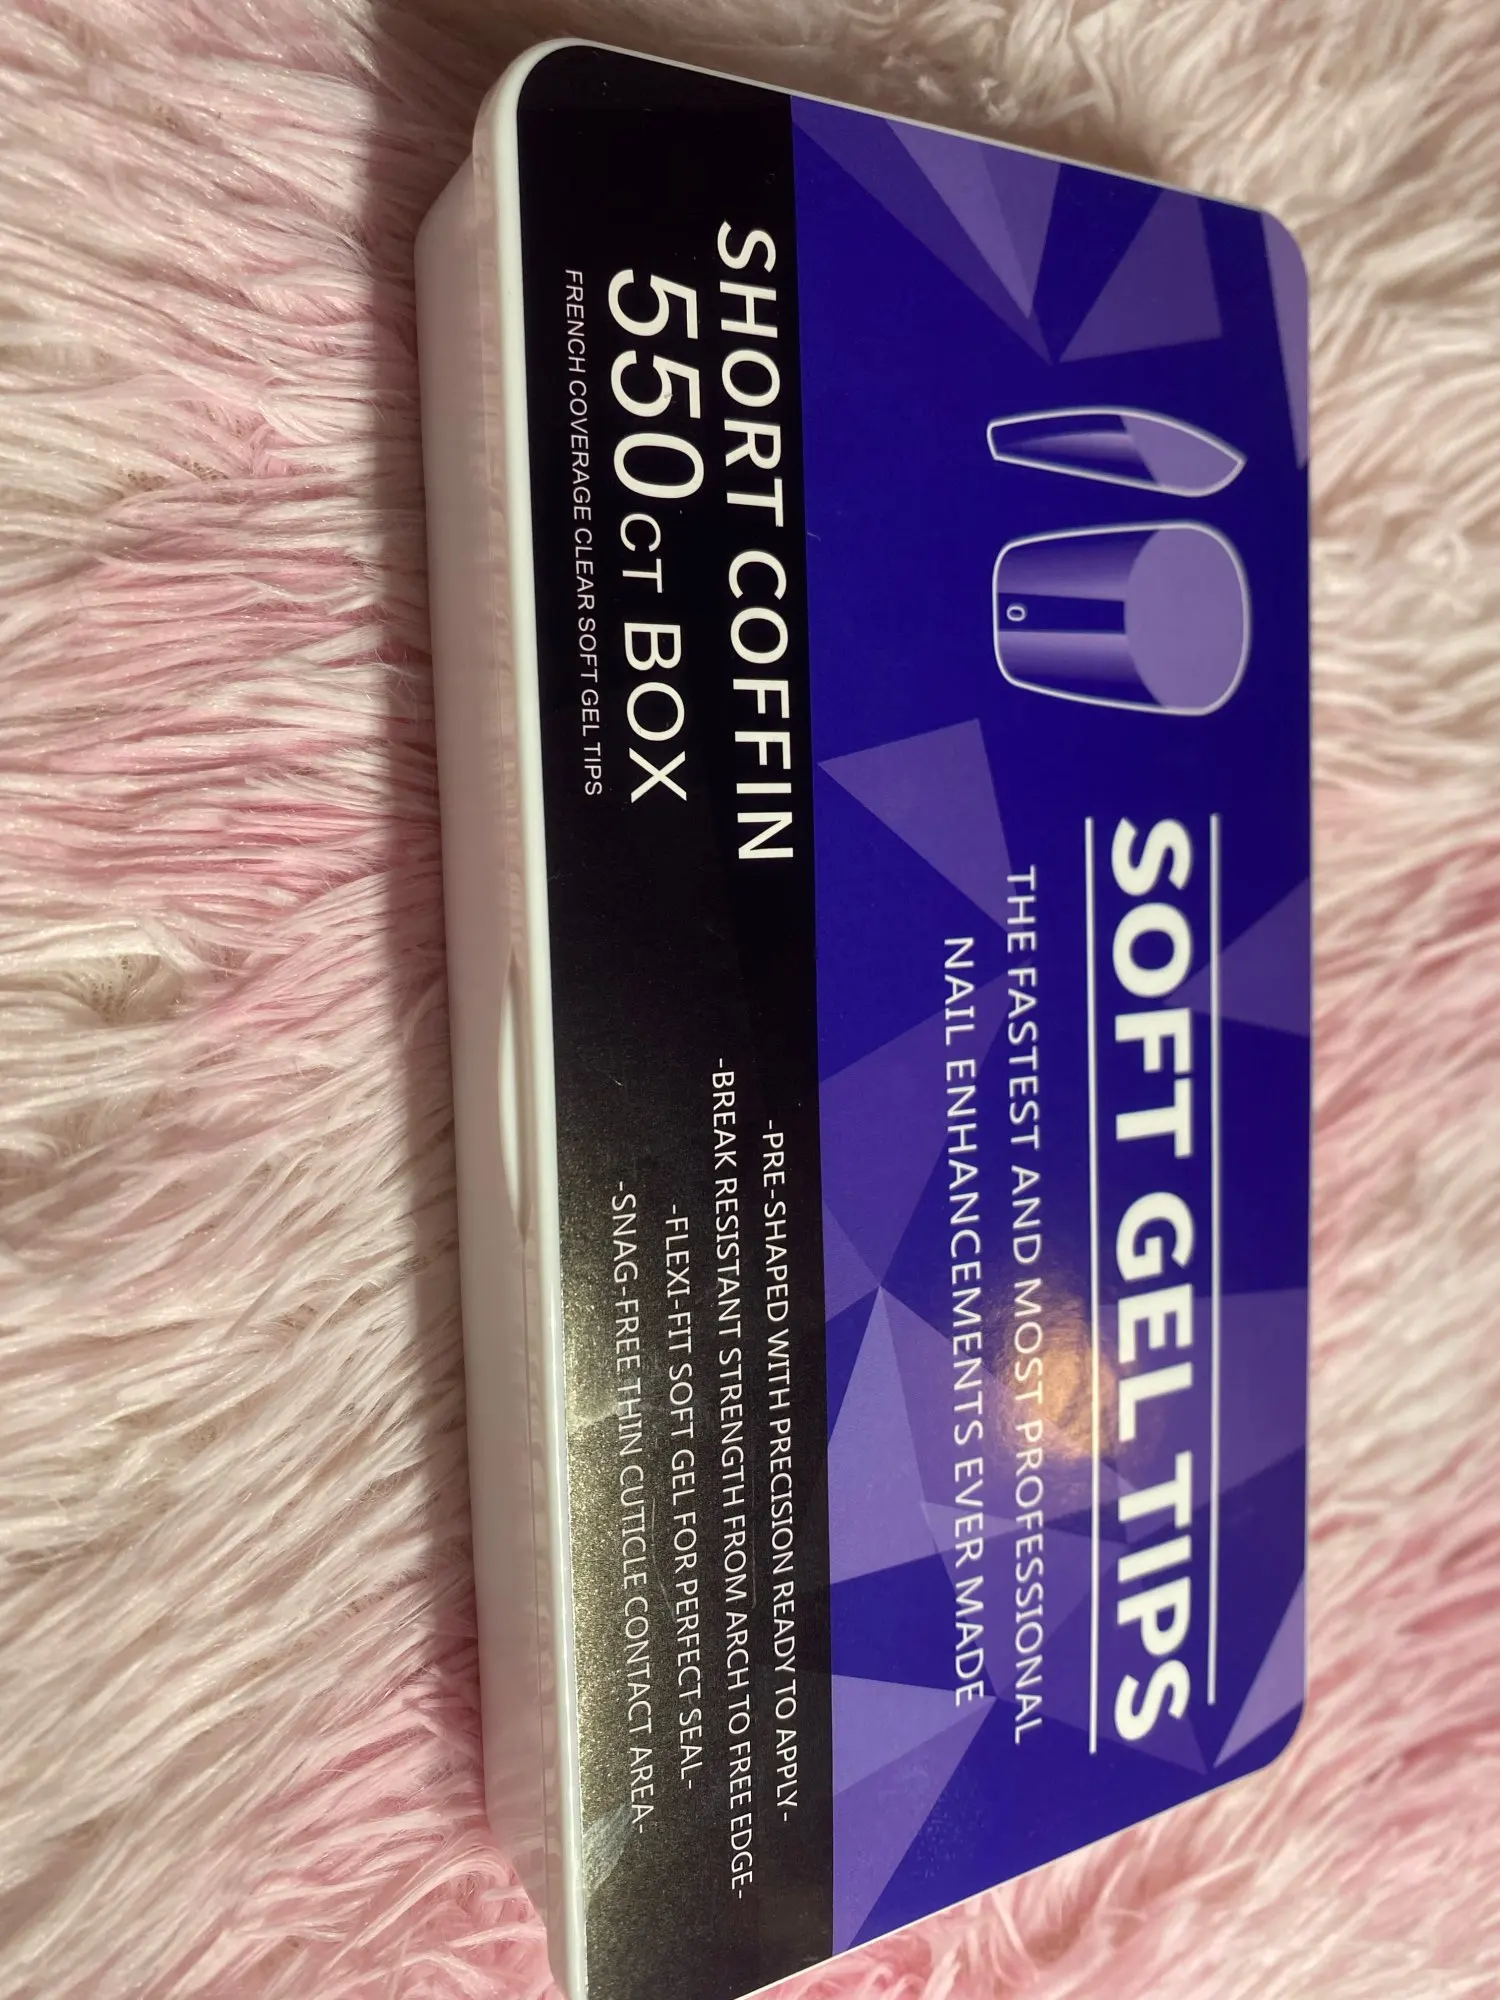 SOFT GEL TIPS
THE FASTEST AND MOST PROFESSIONAL
NAIL ENHANCEMENTS EVER MADE
0
SHORT COFFIN
550CT BOX
FRENCH COVERAGE CLEAR SOFT GEL TIPS
-PRE-SHAPED WITH PRECISION READY TO APPLY-
-BREAK RESISTANT STRENGTH FROM ARCH TO FREE EDGE-
-FLEXI-FIT SOFT GEL FOR PERFECT SEAL-
-SNAG-FREE THIN CUTICLE CONTACT AREA-